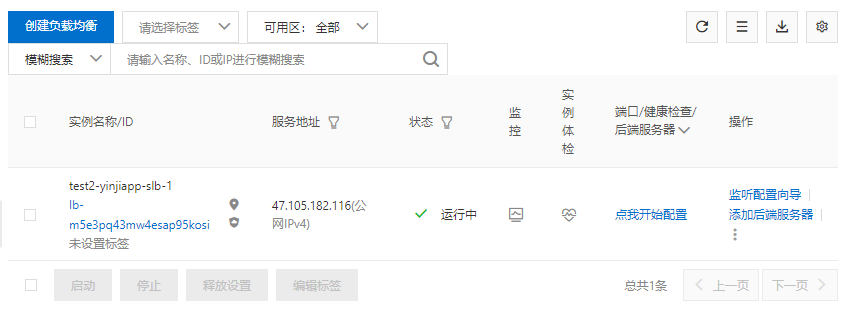 创建负载均衡 请选择标签 可用区: 全部
模糊搜索 请输入名称、ID或IP进行模糊搜索
实例名称/ID 服务地址 状态 监控 实例体检 端口/健康检查/后端服务器 操作
test2-yinjiapp-slb-1
lb-
m5e3pq43mw4esap95kosi
未设置标签
47.105.182.116(公
网IPv4)
运行中
点我开始配置
监听配置向导
添加后端服务器
启动 停止 释放设置 编辑标签 总共1条 上一页 下一页